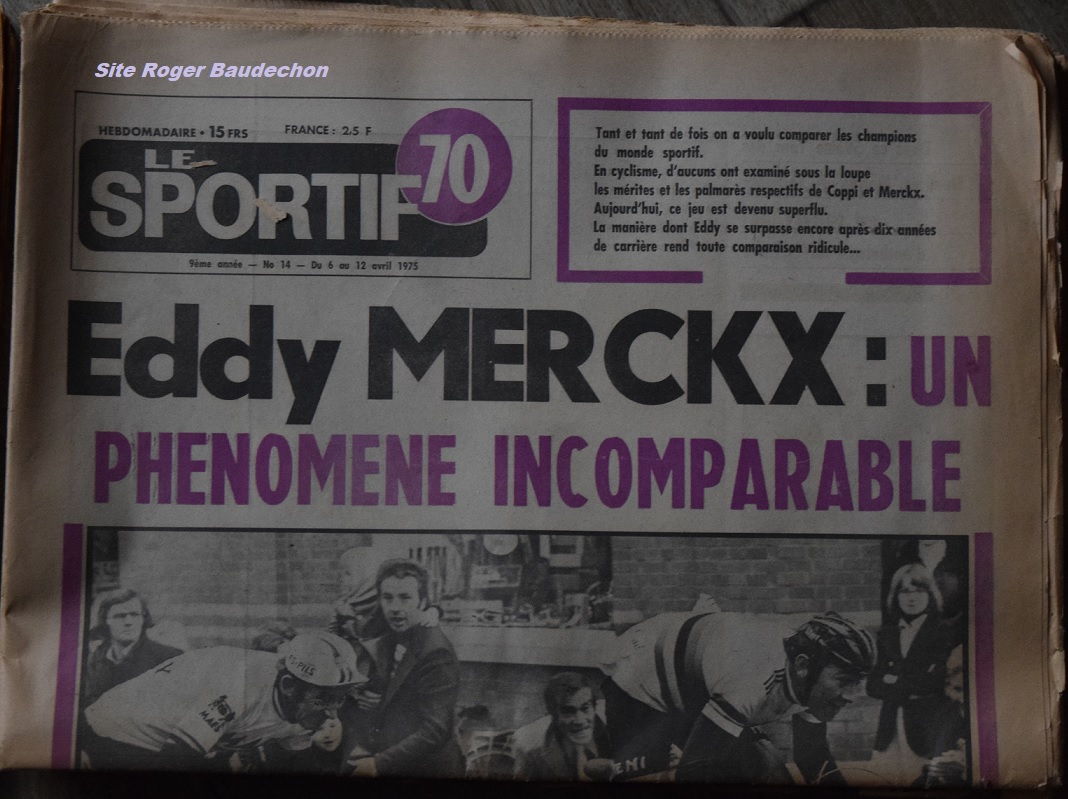 Site Roger Baudechon
HEBDOMADAIRE • 15 FRS
FRANCE : 2,5 F
LE
SPORTIF
70
9ème année — No 14 — Du 6 au 12 avril 1975
Tant et tant de fois on a voulu comparer les champions
du monde sportif.
En cyclisme, d'aucuns ont examiné sous la loupe
les mérites et les palmarès respectifs de Coppi et Merckx.
Aujourd'hui, ce jeu est devenu superflu.
La manière dont Eddy se surpasse encore après dix années
de carrière rend toute comparaison ridicule...
Eddy MERCKX : UN
PHENOMENE INCOMPARABLE